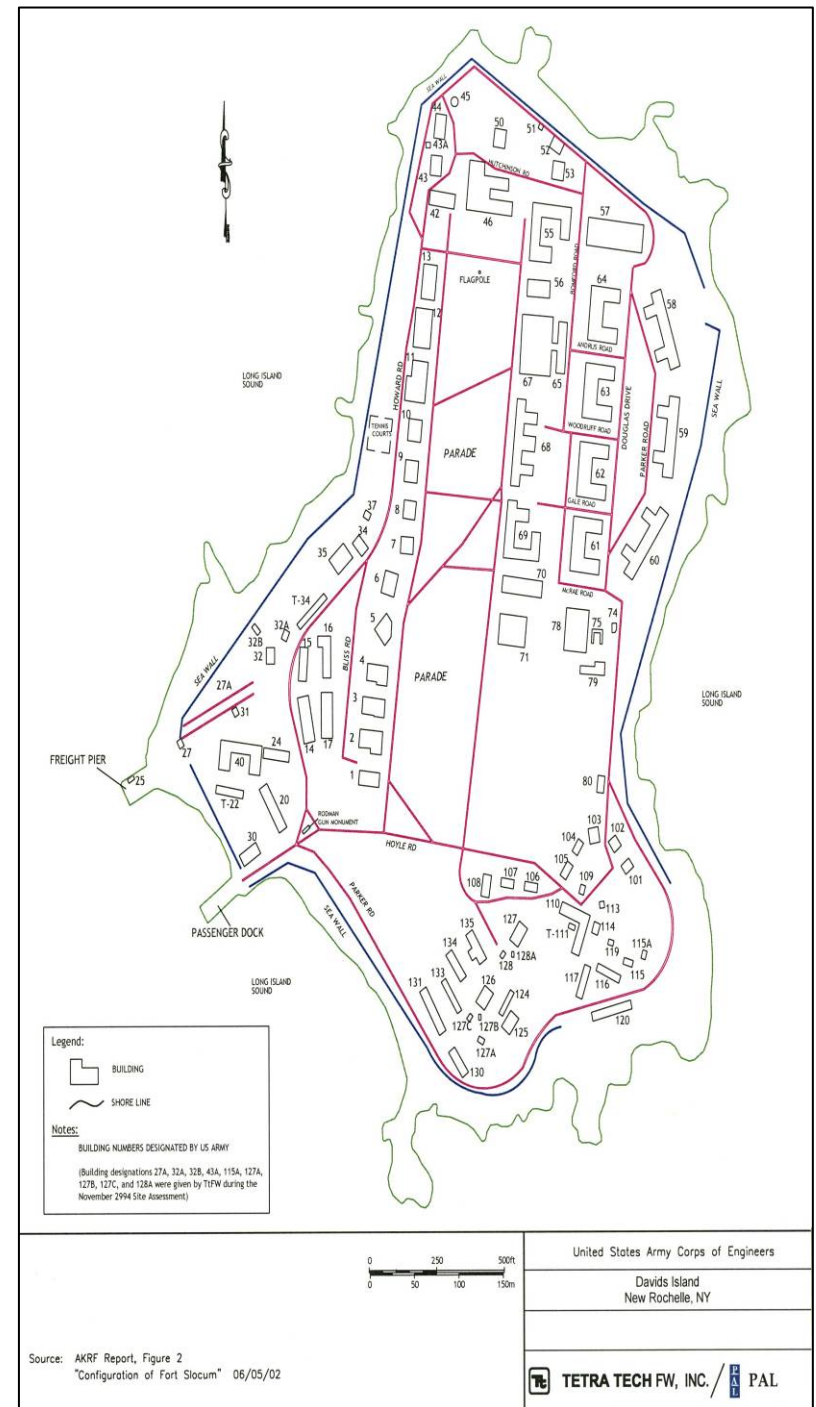 SEA WALL
45
44
50
51
43A
52
HUTCHINSON RD
43
53
42
46
57
55
ROMFORD ROAD
13
FLAGPOLE
56
64
58
12
ANDRUS ROAD
11
LONG ISLAND
SOUND
HOWARD RD
67
65
63
DOUGLAS DRIVE
SEA WALL
10
TENNIS
COURTS
WOODRUFF ROAD
PARKER ROAD
59
PARADE
68
9
62
37
8
GALE ROAD
34
35
7
69
61
60
6
70
McRAE ROAD
T-34
5
78
75
74
16
32A
32B
15
32
BLISS RD
71
79
4
SEA WALL
PARADE
27A
3
LONG ISLAND
SOUND
31
27
24
14
17
2
FREIGHT PIER
40
25
1
80
T-22
20
RODMAN
GUN MONUMENT
103
102
30
HOYLE RD
104
105
101
108
107
106
109
PARKER RD
110
113
PASSENGER DOCK
SEA WALL
135
127
T-111
114
134
119
115A
128
128A
LONG ISLAND
SOUND
131
133
126
117
116
115
124
127C
127B
125
120
127A
130
Legend:
BUILDING
SHORE LINE
Notes:
BUILDING NUMBERS DESIGNATED BY US ARMY
(Building designations 27A, 32A, 32B, 43A, 115A, 127A,
127B, 127C, and 128A were given by TtFW during the
November 2994 Site Assessment)
0 250 500ft
0 50 100 150m
United States Army Corps of Engineers
Davids Island
New Rochelle, NY
Source: AKRF Report, Figure 2
"Configuration of Fort Slocum" 06/05/02
TETRA TECH FW, INC. / PAL PAL